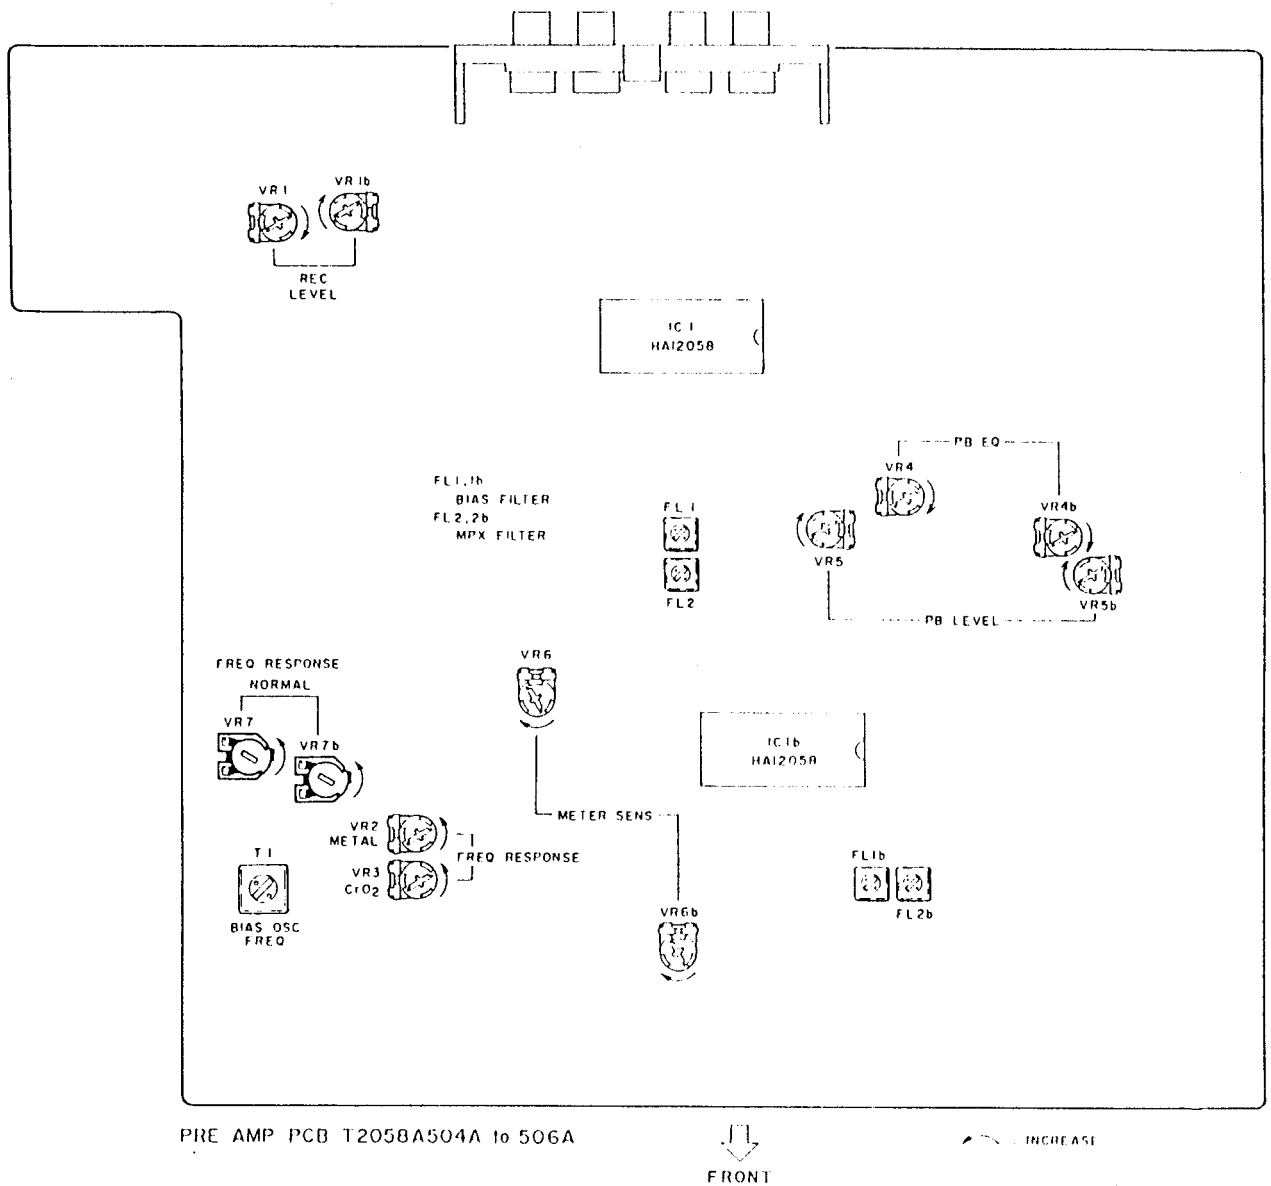 VR1
VR1b
REC
LEVEL
IC1
HA12058
PB EQ
VR4
FL1,1b
BIAS FILTER
FL2,2b
MPX FILTER
FL1
VR4b
VR5
FL2
VR5b
PB LEVEL
VR6
FREQ RESPONSE
NORMAL
VR7
VR7b
IC1b
HA12058
METER SENS
VR2
METAL
FREQ RESPONSE
VR3
CrO2
T1
BIAS OSC
FREQ
FL1b
FL2b
VR6b
PRE AMP PCB T2058A504A to 506A
INCREASE
FRONT